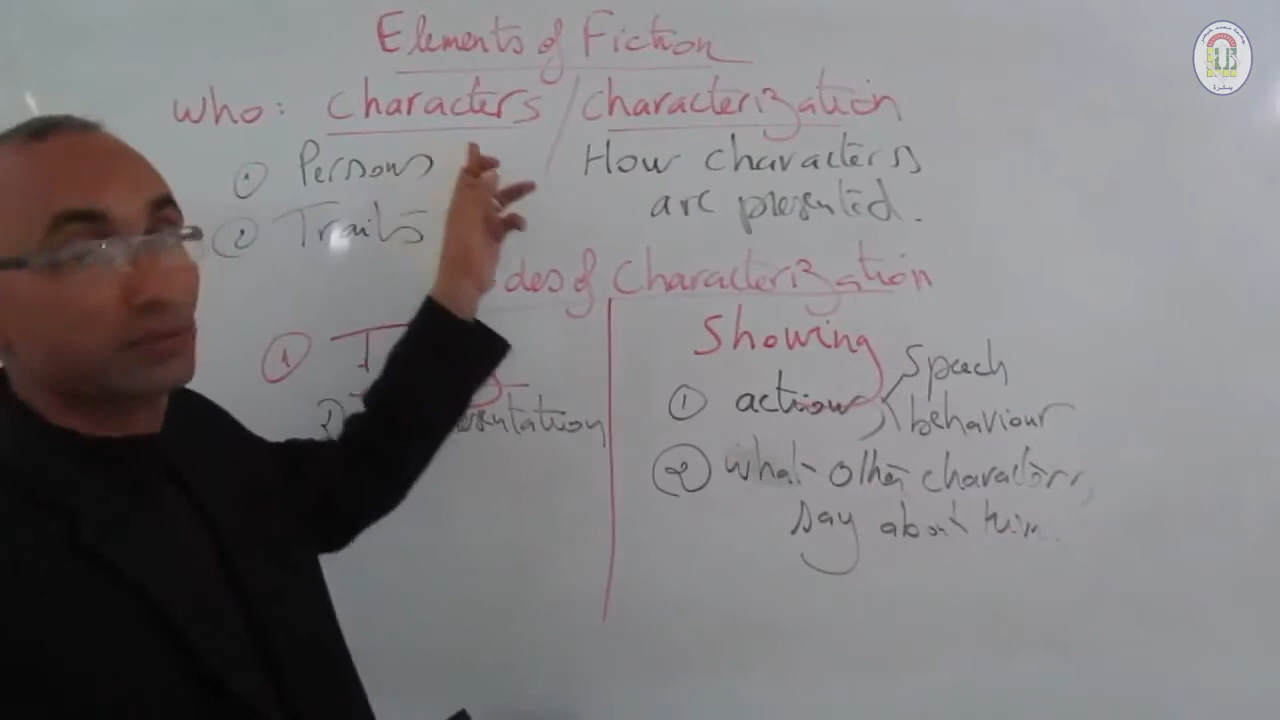 Elements of Fiction
Who: characters / characterization
① Persons
② Traits
How characters
are presented.
des of Characterization
① T
Showing
① actions
speech
behaviour
esentation
② what other characters
say about him.